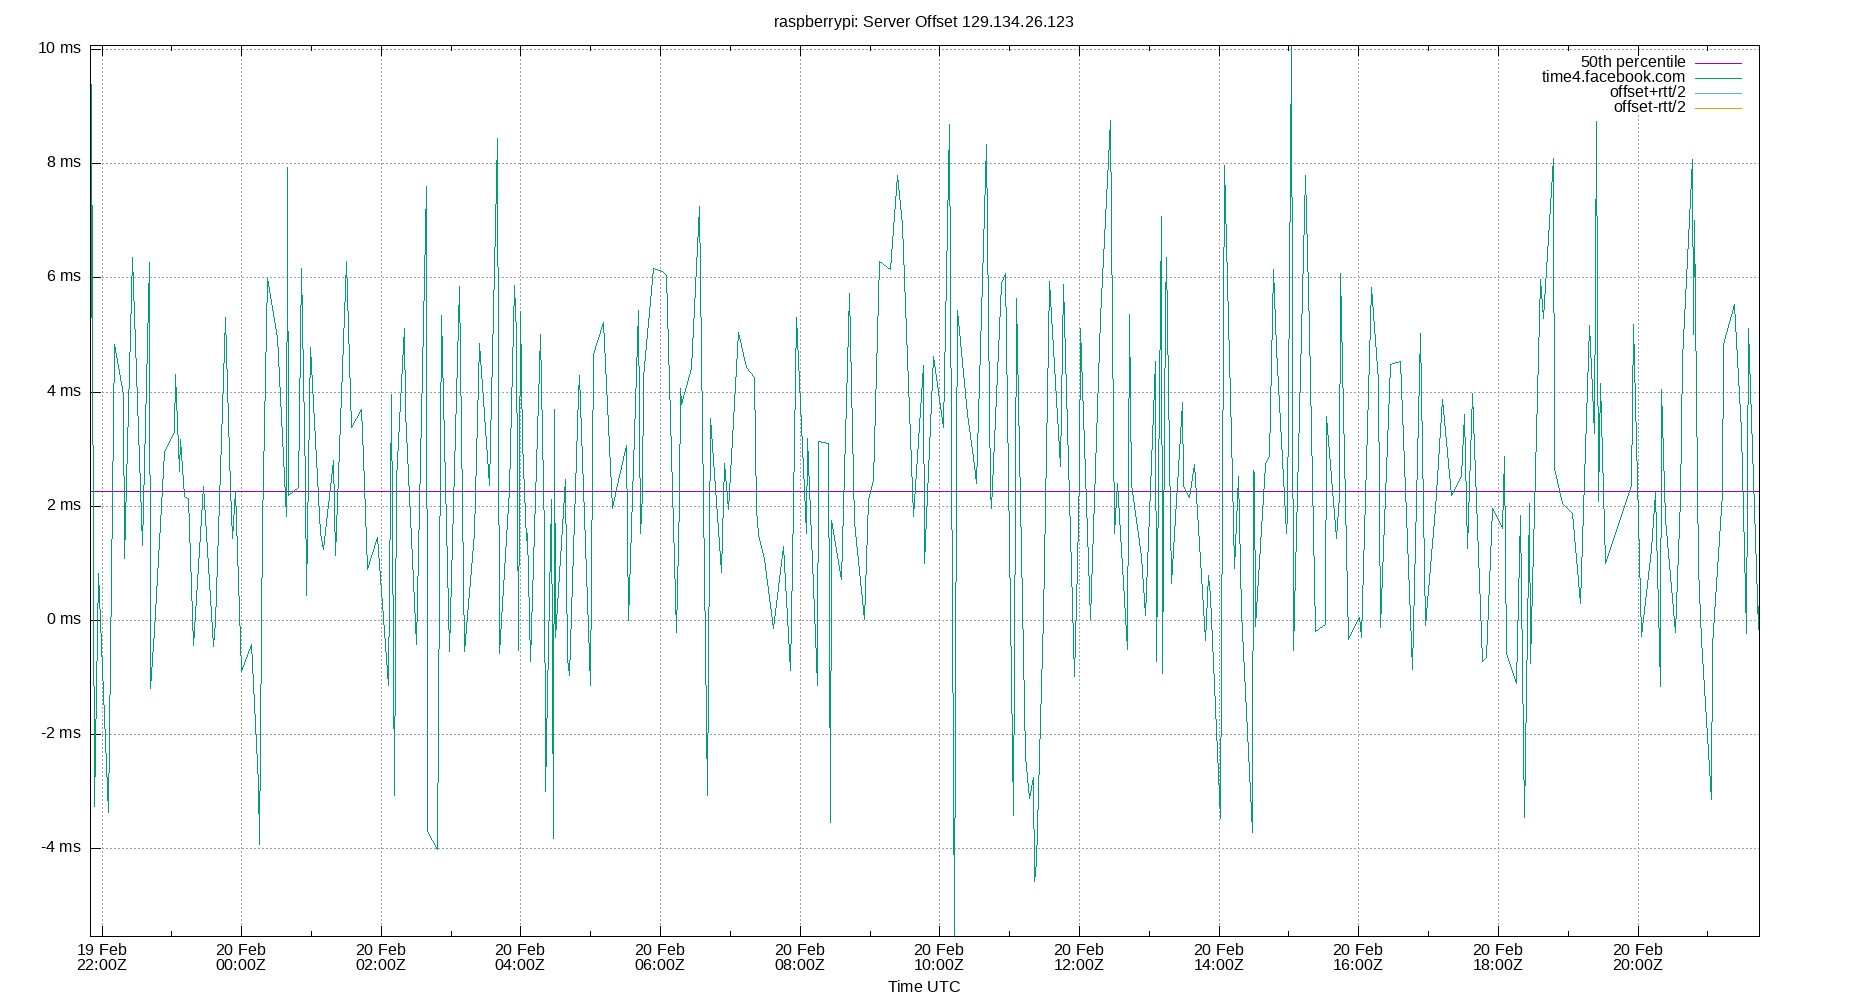 raspberrypi: Server Offset 129.134.26.123
10 ms
8 ms
6 ms
4 ms
2 ms
0 ms
-2 ms
-4 ms
50th percentile
time4.facebook.com
offset+rtt/2
offset-rtt/2
19 Feb 20 Feb 20 Feb 20 Feb 20 Feb 20 Feb 20 Feb 20 Feb 20 Feb 20 Feb 20 Feb 20 Feb
22:00Z 00:00Z 02:00Z 04:00Z 06:00Z 08:00Z 10:00Z 12:00Z 14:00Z 16:00Z 18:00Z 20:00Z
Time UTC